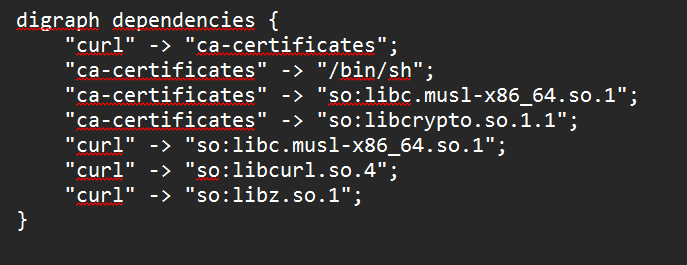 digraph dependencies {
    "curl" -> "ca-certificates";
    "ca-certificates" -> "/bin/sh";
    "ca-certificates" -> "so:libc.musl-x86_64.so.1";
    "ca-certificates" -> "so:libcrypto.so.1.1";
    "curl" -> "so:libc.musl-x86_64.so.1";
    "curl" -> "so:libcurl.so.4";
    "curl" -> "so:libz.so.1";
}